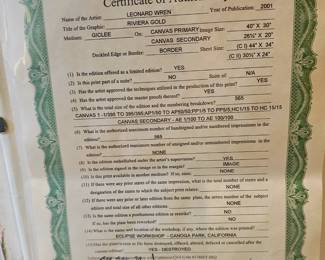 Certificate of
Name of the Artist: LEONARD WREN Year of Publication: 2001
Title of the Graphic: RIVIERA GOLD
Medium: GICLEE On: CANVAS PRIMARY Image Size: 40" X 30"
CANVAS SECONDARY 26½" X 20"
Deckled Edge or Border: BORDER Sheet Size: (C I) 44" X 34"
(C II) 30½" X 24"
(1) Is the edition offered as a limited edition? YES
(2) Is this print part of a suite? NO Suite of: N/A
(3) Has the artist approved the techniques utilized in the production of this print? YES
(4) Has the artist approved the master proofs thereof? YES
(5) What is the total size of the edition and the numbering breakdown?
CANVAS 1 -1/395 TO 395/395,AP1/50 TO AP50/50,PP1/5 TO PP5/5,HC1/15 TO HC 15/15
CANVAS SECONDARY - AE 1/100 TO AE 100/100
(6) What is the authorized maximum number of handsigned and/or numbered impressions in the
edition? 565
(7) What is the authorized maximum number of unsigned and/or unnumbered impressions in the
edition? NONE
(8) Is the edition embellished under the artist's supervision? YES
(9) Is the edition signed in the image or in the margin? IMAGE
(10) Is this print available in another medium? If so, name. NONE
(11) If there were any prior states of the same impression, what is the total number of states and a
designation of the states to which the subject print relates: NONE
(12) If there were any prior or later edition from the same plate, the series number of the subject
edition and total size of all other editions NONE
(13) Is the same edition a posthumous edition or restrike? NO
If so, has the plate been reworked? NO
(14) What is the name and location of the workshop, if any, where the edition was printed?
ECLIPSE WORKSHOP - CANOGA PARK, CALIFORNIA
YES - DESTROYED